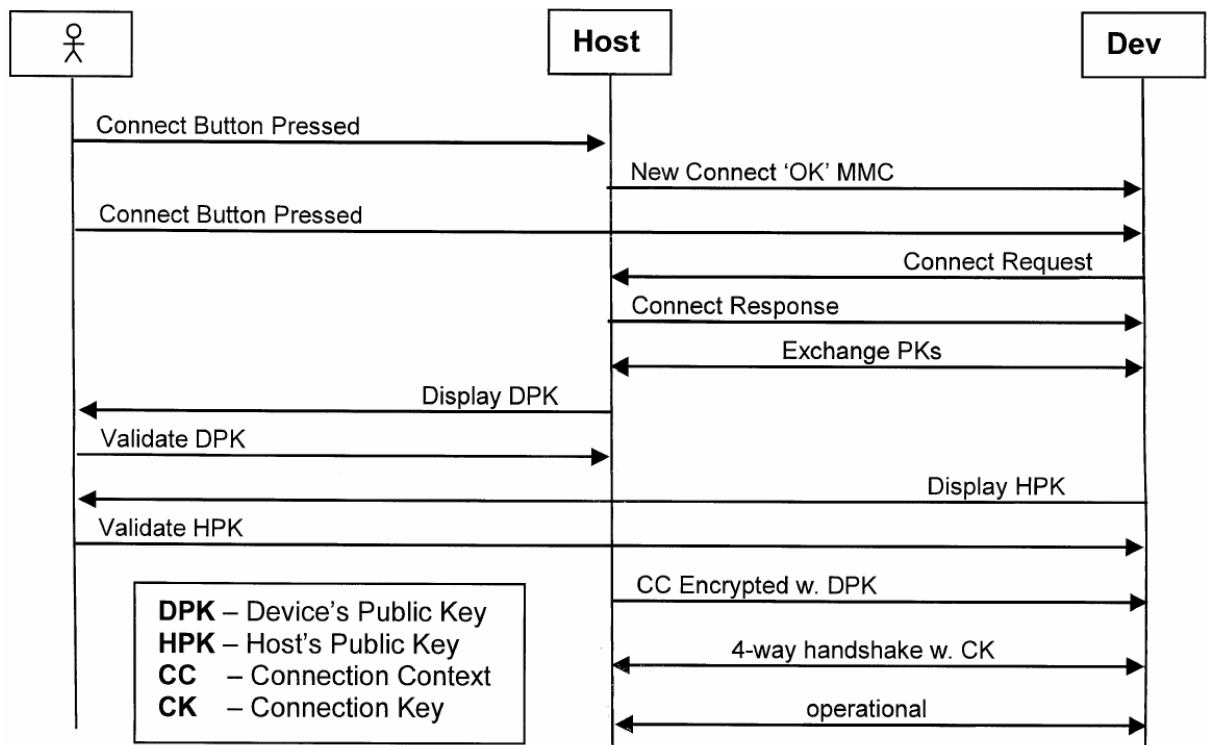 Host
Dev
Connect Button Pressed
New Connect ‘OK’ MMC
Connect Button Pressed
Connect Request
Connect Response
Exchange PKs
Display DPK
Validate DPK
Display HPK
Validate HPK
CC Encrypted w. DPK
DPK – Device’s Public Key
HPK – Host’s Public Key
CC – Connection Context
CK – Connection Key
4-way handshake w. CK
operational